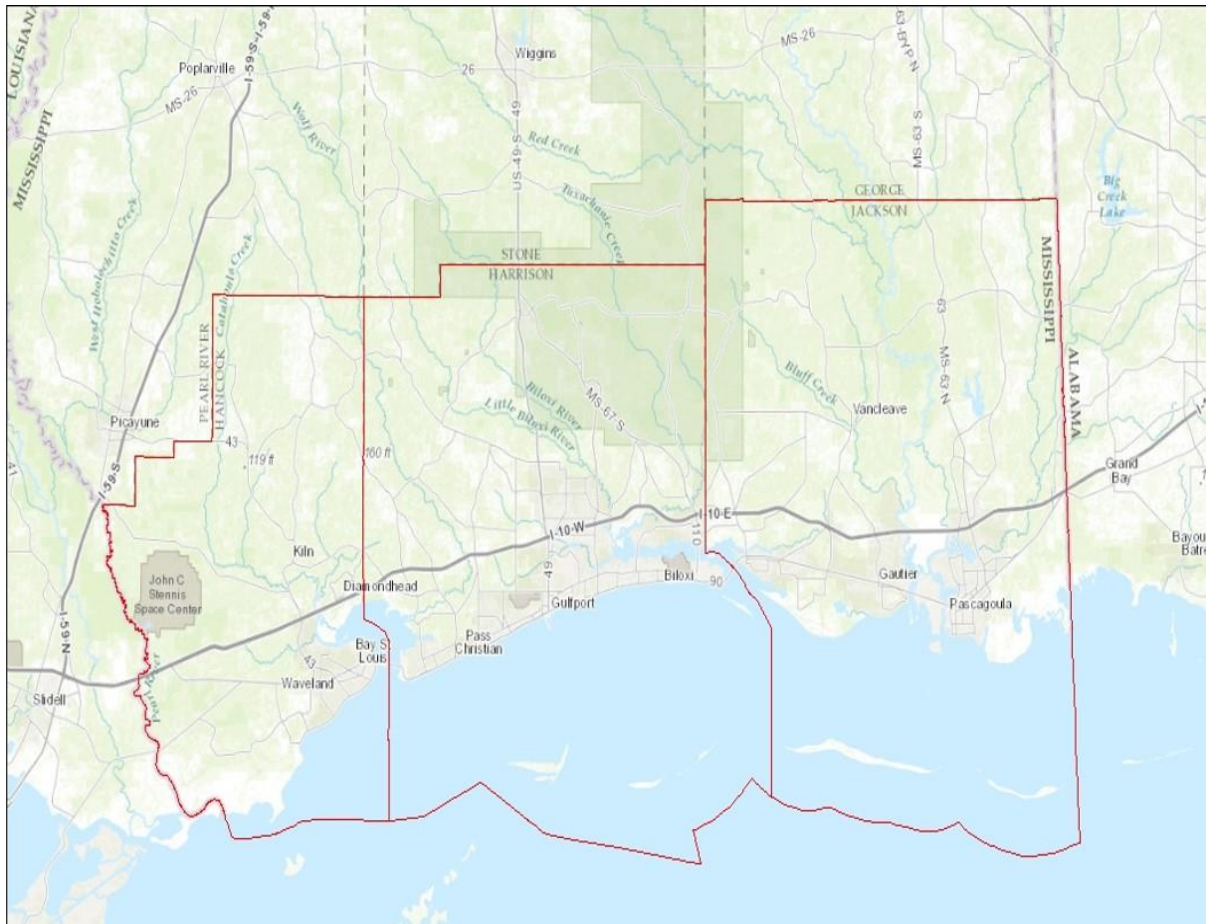 LOUISIANA
MISSISSIPPI
I-59-S-I-59-
Poplarville
MS-26
Wiggins
26
MS-26
63-BYP N
MS-63-S
US-49-S
49
Wolf River
Red Creek
Tuxachanie Creek
Big
Creek
Lake
West Hobolochitto Creek
Catahoula Creek
GEORGE
JACKSON
STONE
HARRISON
MISSISSIPPI
ALABAMA
PEARL RIVER
HANCOCK
63
MS-63-N
Picayune
43
119 ft
160 ft
Biloxi River
Little Biloxi River
MS-67-S
Bluff Creek
Vancleave
41
I-59-S
Grand
Bay
I-10-W
I-10-E
110
Kiln
John C
Stennis
Space Center
Diamondhead
49
Gulfport
Biloxi
90
Gautier
Pascagoula
Bayou
Batre
I-59-N
Bay S
Louis
Pass
Christian
43
Waveland
Slidell
Pearl River